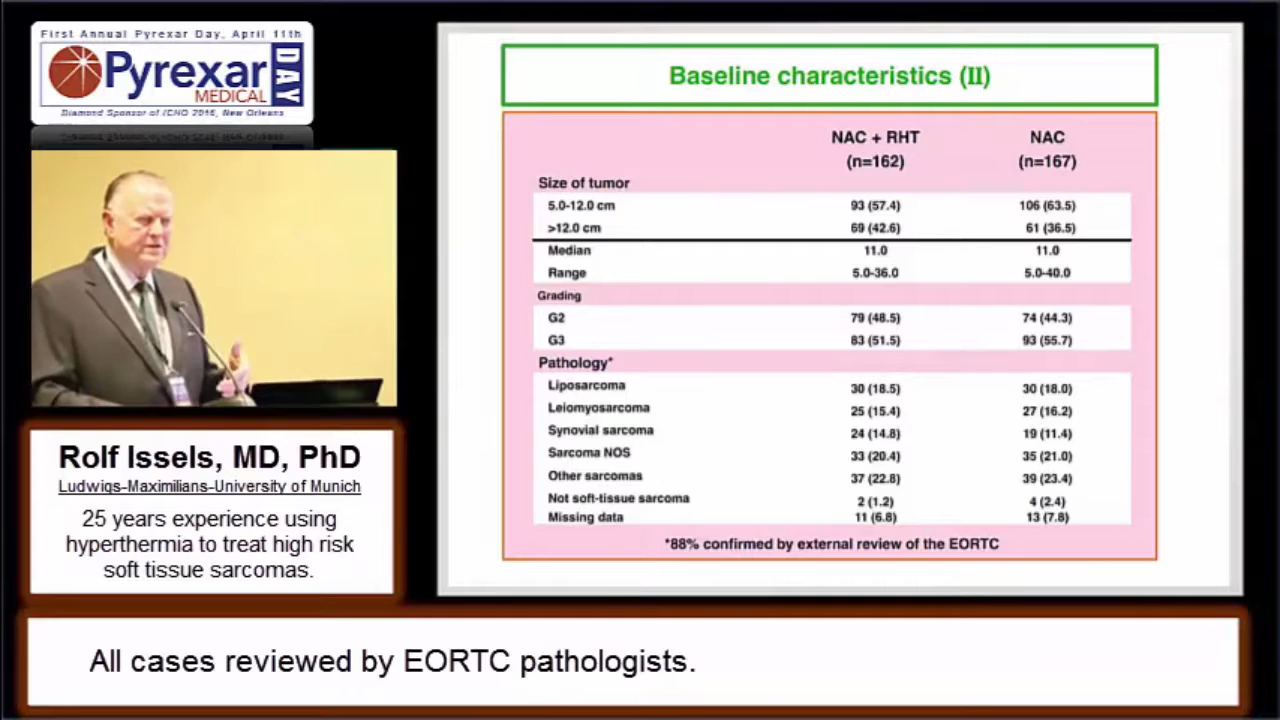 First Annual Pyrexar Day, April 11th
Pyrexar
MEDICAL
DAY
Diamond Sponsor of ICHO 2016, New Orleans
Rolf Issels, MD, PhD
Ludwigs-Maximilians-University of Munich
25 years experience using
hyperthermia to treat high risk
soft tissue sarcomas.
Baseline characteristics (II)
NAC + RHT NAC
(n=162) (n=167)
Size of tumor
5.0-12.0 cm 93 (57.4) 106 (63.5)
>12.0 cm 69 (42.6) 61 (36.5)
Median 11.0 11.0
Range 5.0-36.0 5.0-40.0
Grading
G2 79 (48.5) 74 (44.3)
G3 83 (51.5) 93 (55.7)
Pathology*
Liposarcoma 30 (18.5) 30 (18.0)
Leiomyosarcoma 25 (15.4) 27 (16.2)
Synovial sarcoma 24 (14.8) 19 (11.4)
Sarcoma NOS 33 (20.4) 35 (21.0)
Other sarcomas 37 (22.8) 39 (23.4)
Not soft-tissue sarcoma 2 (1.2) 4 (2.4)
Missing data 11 (6.8) 13 (7.8)
*88% confirmed by external review of the EORTC
All cases reviewed by EORTC pathologists.